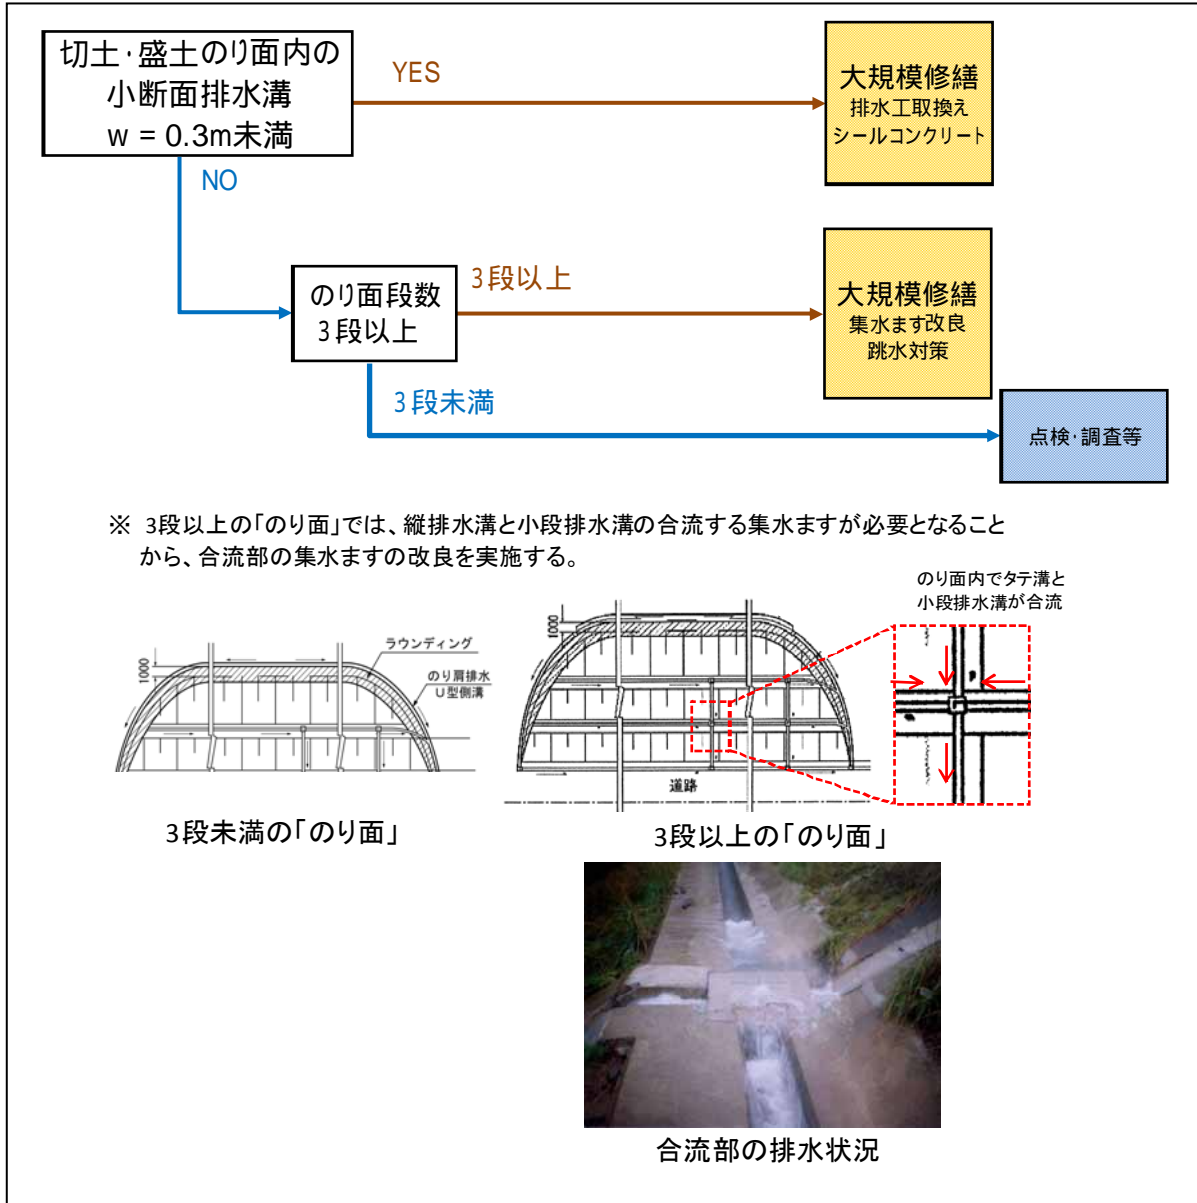 切土・盛土のり面内の
小断面排水溝
w = 0.3m未満
YES
大規模修繕
排水工取換え
シールコンクリート
NO
のり面段数
3段以上
3段以上
大規模修繕
集水ます改良
跳水対策
3段未満
点検・調査等
※ 3段以上の「のり面」では、縦排水溝と小段排水溝の合流する集水ますが必要となること
から、合流部の集水ますの改良を実施する。
のり面内でタテ溝と
小段排水溝が合流
1000
ラウンディング
のり肩排水
U型側溝
1000
道路
3段未満の「のり面」
3段以上の「のり面」
合流部の排水状況